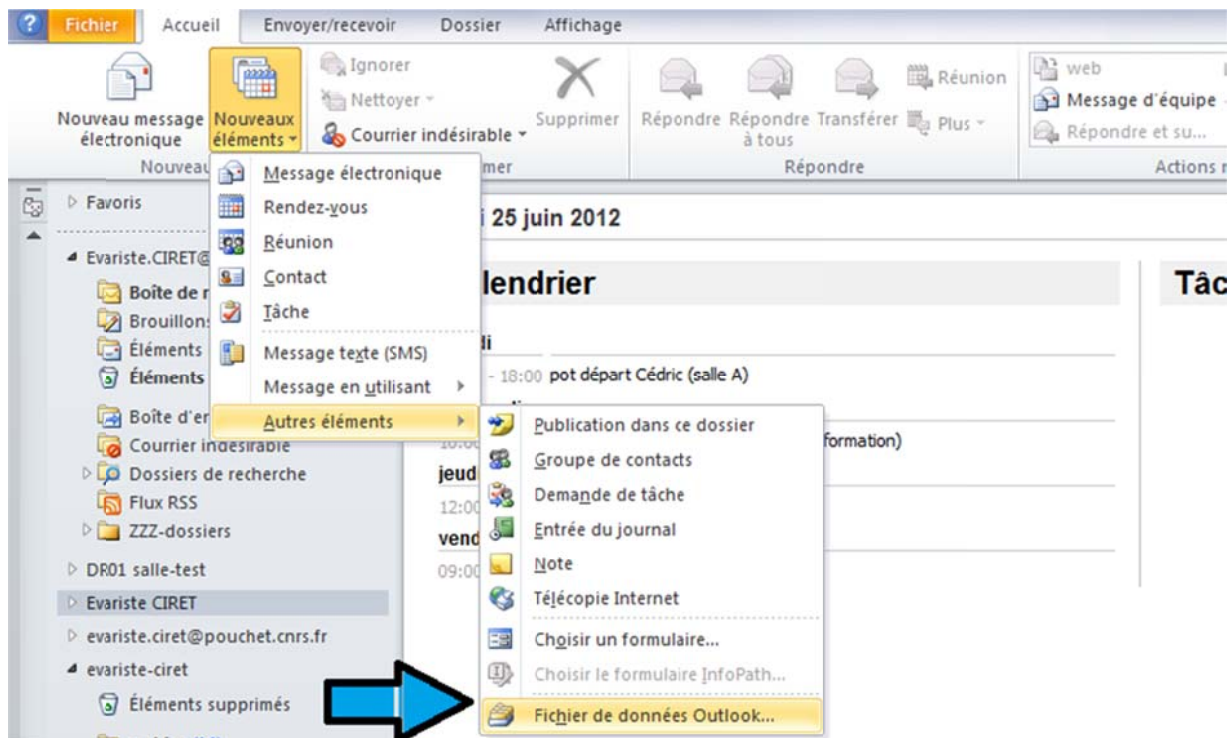 Fichier Accueil Envoyer/recevoir Dossier Affichage
Nouveau message électronique
Nouveaux éléments
Ignorer
Nettoyer
Courrier indésirable
Supprimer
Répondre
Répondre à tous
Transférer
Réunion
Plus
web
Message d'équipe
Répondre et su...
Répondre
Message électronique
Rendez-vous
Réunion
Contact
Tâche
Message texte (SMS)
Message en utilisant
Autres éléments
Publication dans ce dossier
Groupe de contacts
Demande de tâche
Entrée du journal
Note
Télécopie Internet
Choisir un formulaire...
Choisir le formulaire InfoPath...
Fichier de données Outlook...
Favoris
Evariste.CIRET@
Boîte de r
Brouillons
Éléments
Éléments
Boîte d'er
Courrier indésirable
Dossiers de recherche
Flux RSS
ZZZ-dossiers
DR01 salle-test
Evariste CIRET
evariste.ciret@pouchet.cnrs.fr
evariste-ciret
Éléments supprimés
25 juin 2012
lendrier
Tâc
di
- 18:00 pot départ Cédric (salle A)
formation)
jeud
12:00
vend
09:00
Actions r
Nouveau
mer